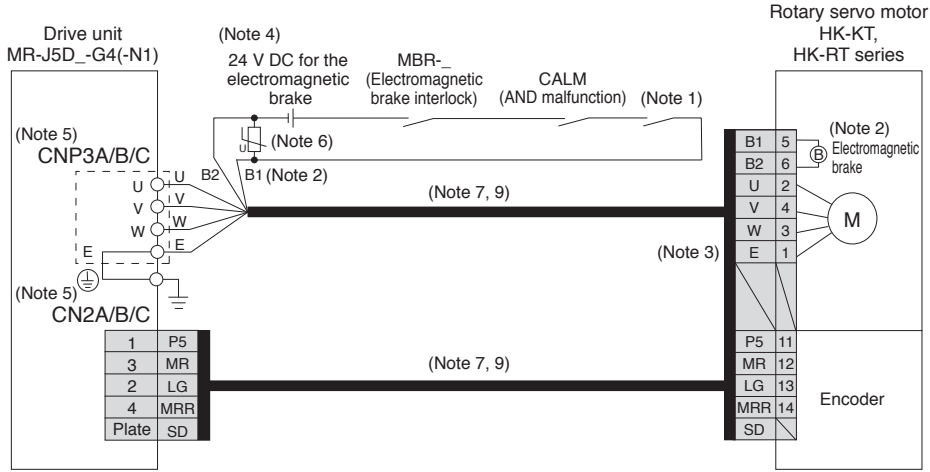 Drive unit
MR-J5D_-G4(-N1)
(Note 4)
24 V DC for the
electromagnetic
brake
MBR-_
(Electromagnetic
brake interlock)
CALM
(AND malfunction)
(Note 1)
Rotary servo motor
HK-KT,
HK-RT series
(Note 5)
CNP3A/B/C
U
(Note 6)
B2
B1 (Note 2)
U U
V V
W W
E E
(Note 7, 9)
(Note 3)
B1 5
B2 6
U 2
V 4
W 3
E 1
(Note 2)
B
Electromagnetic
brake
M
(Note 5)
CN2A/B/C
1 P5
3 MR
2 LG
4 MRR
Plate SD
(Note 7, 9)
P5 11
MR 12
LG 13
MRR 14
SD
Encoder